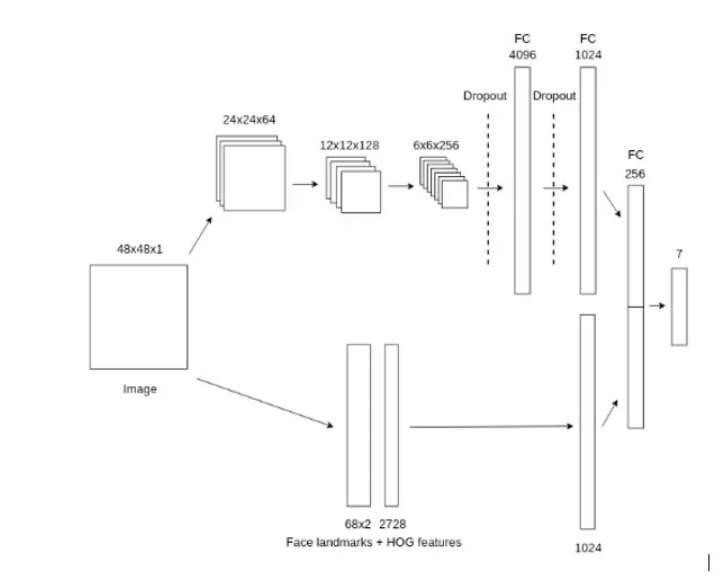 FC
4096
FC
1024
Dropout
Dropout
24x24x64
12x12x128
6x6x256
FC
256
48x48x1
7
Image
68x2
2728
Face landmarks + HOG features
1024